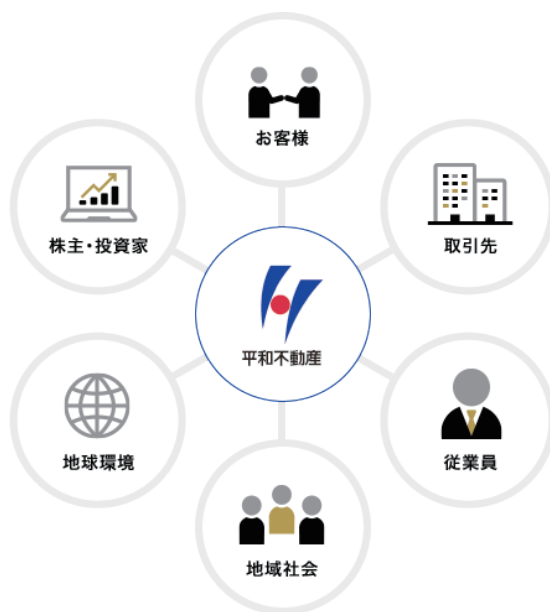 お客様
株主・投資家
取引先
平和不動産
地球環境
従業員
地域社会